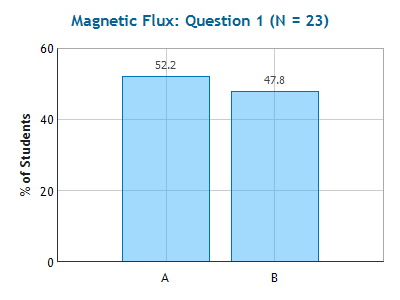 Magnetic Flux: Question 1 (N = 23)
% of Students
60
40
20
0
52.2
47.8
A
B